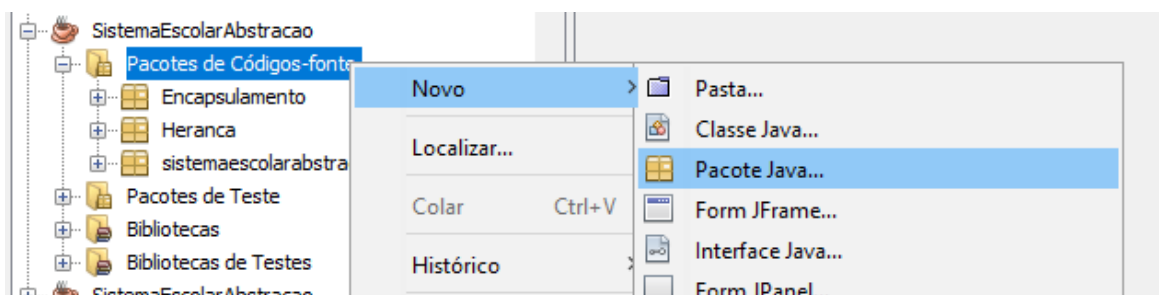 SistemaEscolarAbstracao
Pacotes de Códigos-fonte
Encapsulamento
Heranca
sistemaescolarabstra
Pacotes de Teste
Bibliotecas
Bibliotecas de Testes
SistemaEscolarAbstracao
Novo
Localizar...
Colar Ctrl+V
Histórico
Pasta...
Classe Java...
Pacote Java...
Form JFrame...
Interface Java...
Form JPanel